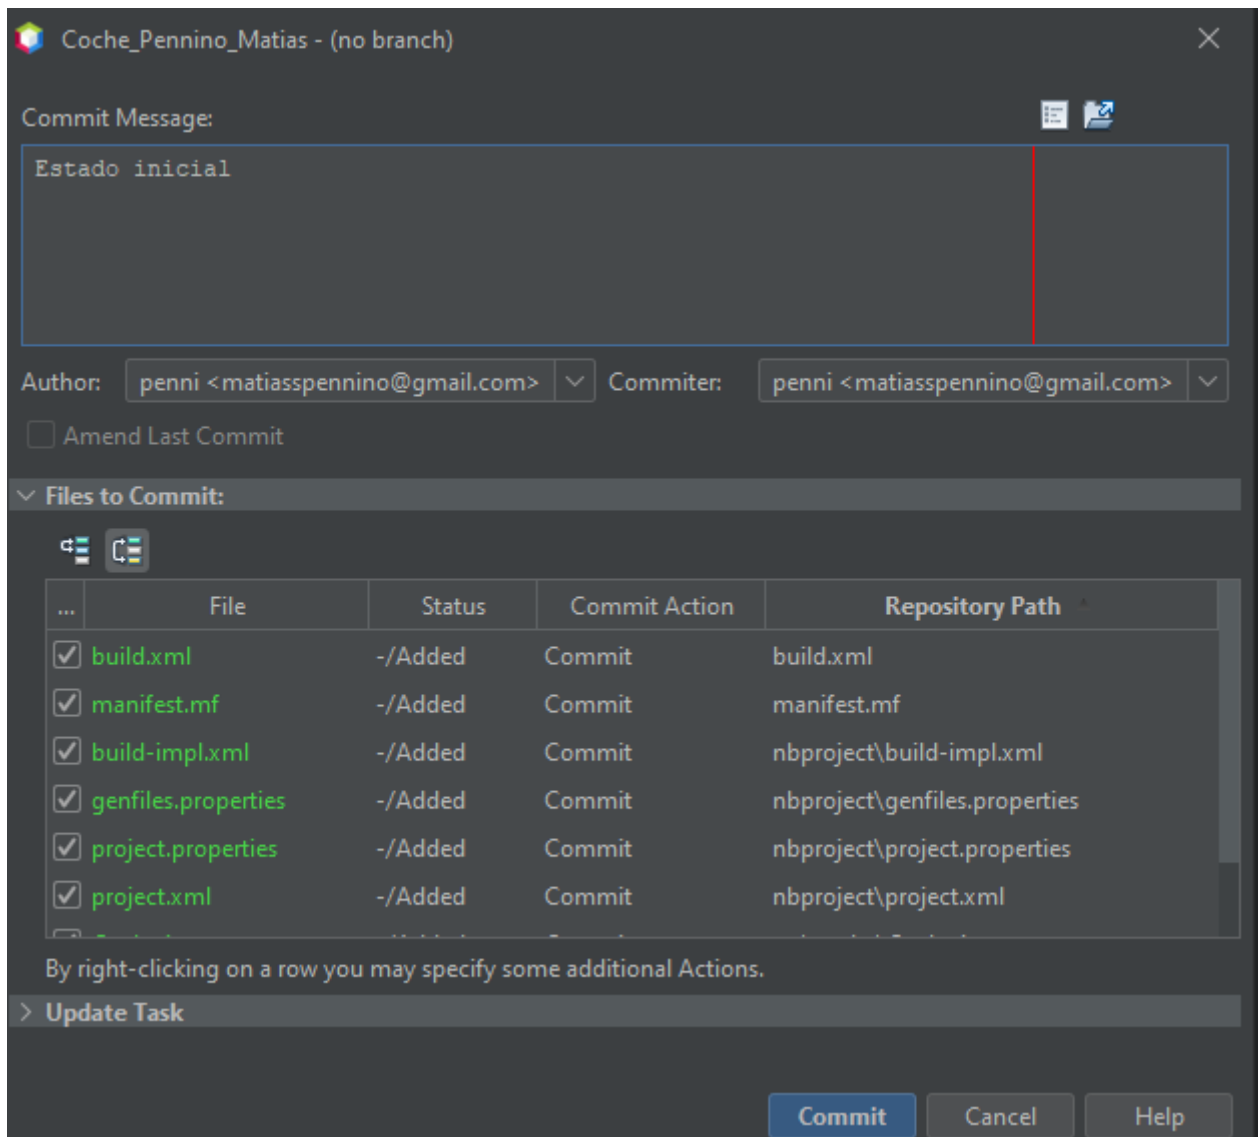 Coche_Pennino_Matias - (no branch)
Commit Message:
Estado inicial
Author: penni <matiasspennino@gmail.com> Commiter: penni <matiasspennino@gmail.com>
Amend Last Commit
Files to Commit:
... File Status Commit Action Repository Path
build.xml -/Added Commit build.xml
manifest.mf -/Added Commit manifest.mf
build-impl.xml -/Added Commit nbproject\build-impl.xml
genfiles.properties -/Added Commit nbproject\genfiles.properties
project.properties -/Added Commit nbproject\project.properties
project.xml -/Added Commit nbproject\project.xml
By right-clicking on a row you may specify some additional Actions.
Update Task
Commit Cancel Help